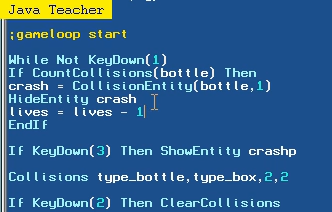 Java Teacher
;gameloop start
While Not KeyDown(1)
If CountCollisions(bottle) Then
crash = CollisionEntity(bottle,1)
HideEntity crash
lives = lives - 1
EndIf
If KeyDown(3) Then ShowEntity crashp
Collisions type_bottle,type_box,2,2
If KeyDown(2) Then ClearCollisions